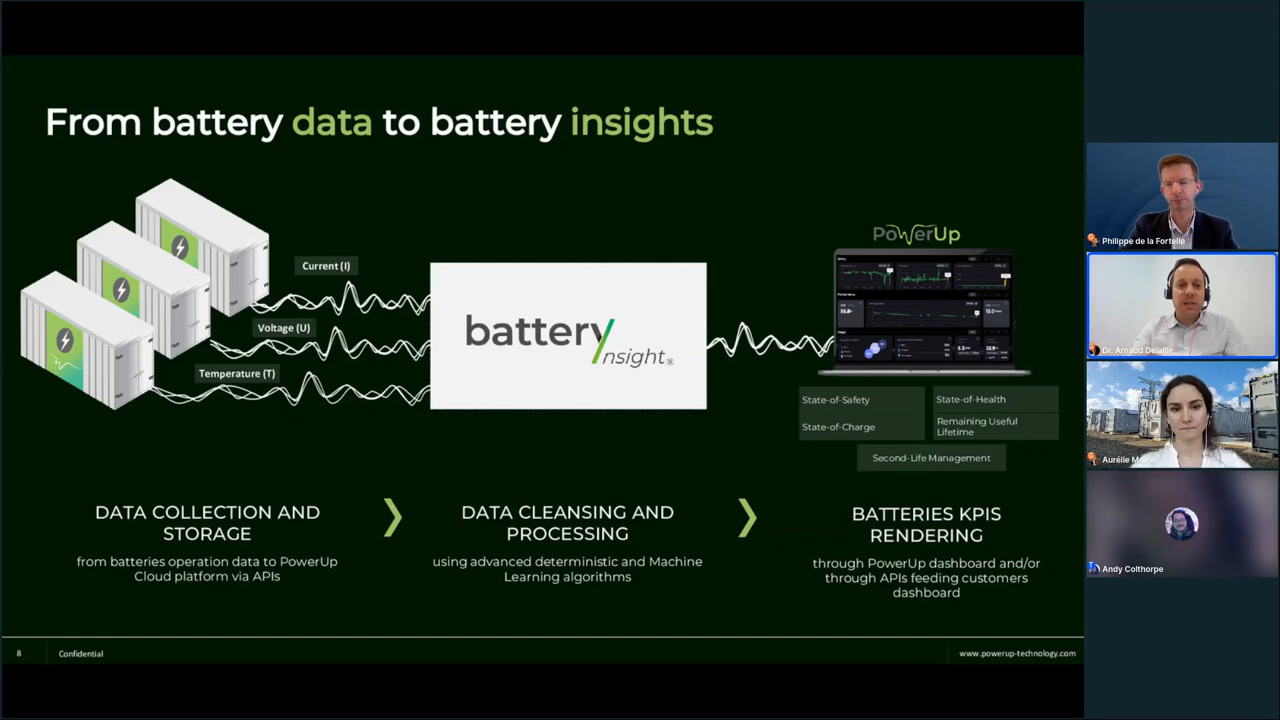 From battery data to battery insights
Current (I)
Voltage (U)
Temperature (T)
battery
nsight®
PowerUp
State-of-Safety
State-of-Health
State-of-Charge
Remaining Useful
Lifetime
Second-Life Management
DATA COLLECTION AND
STORAGE
from batteries operation data to PowerUp
Cloud platform via APIs
DATA CLEANSING AND
PROCESSING
using advanced deterministic and Machine
Learning algorithms
BATTERIES KPIS
RENDERING
through PowerUp dashboard and/or
through APIs feeding customers
dashboard
8
Confidential
www.powerup-technology.com
Philippe de la Fortelle
Dr. Arnaud Delaille
Aurélie
Andy Colthorpe